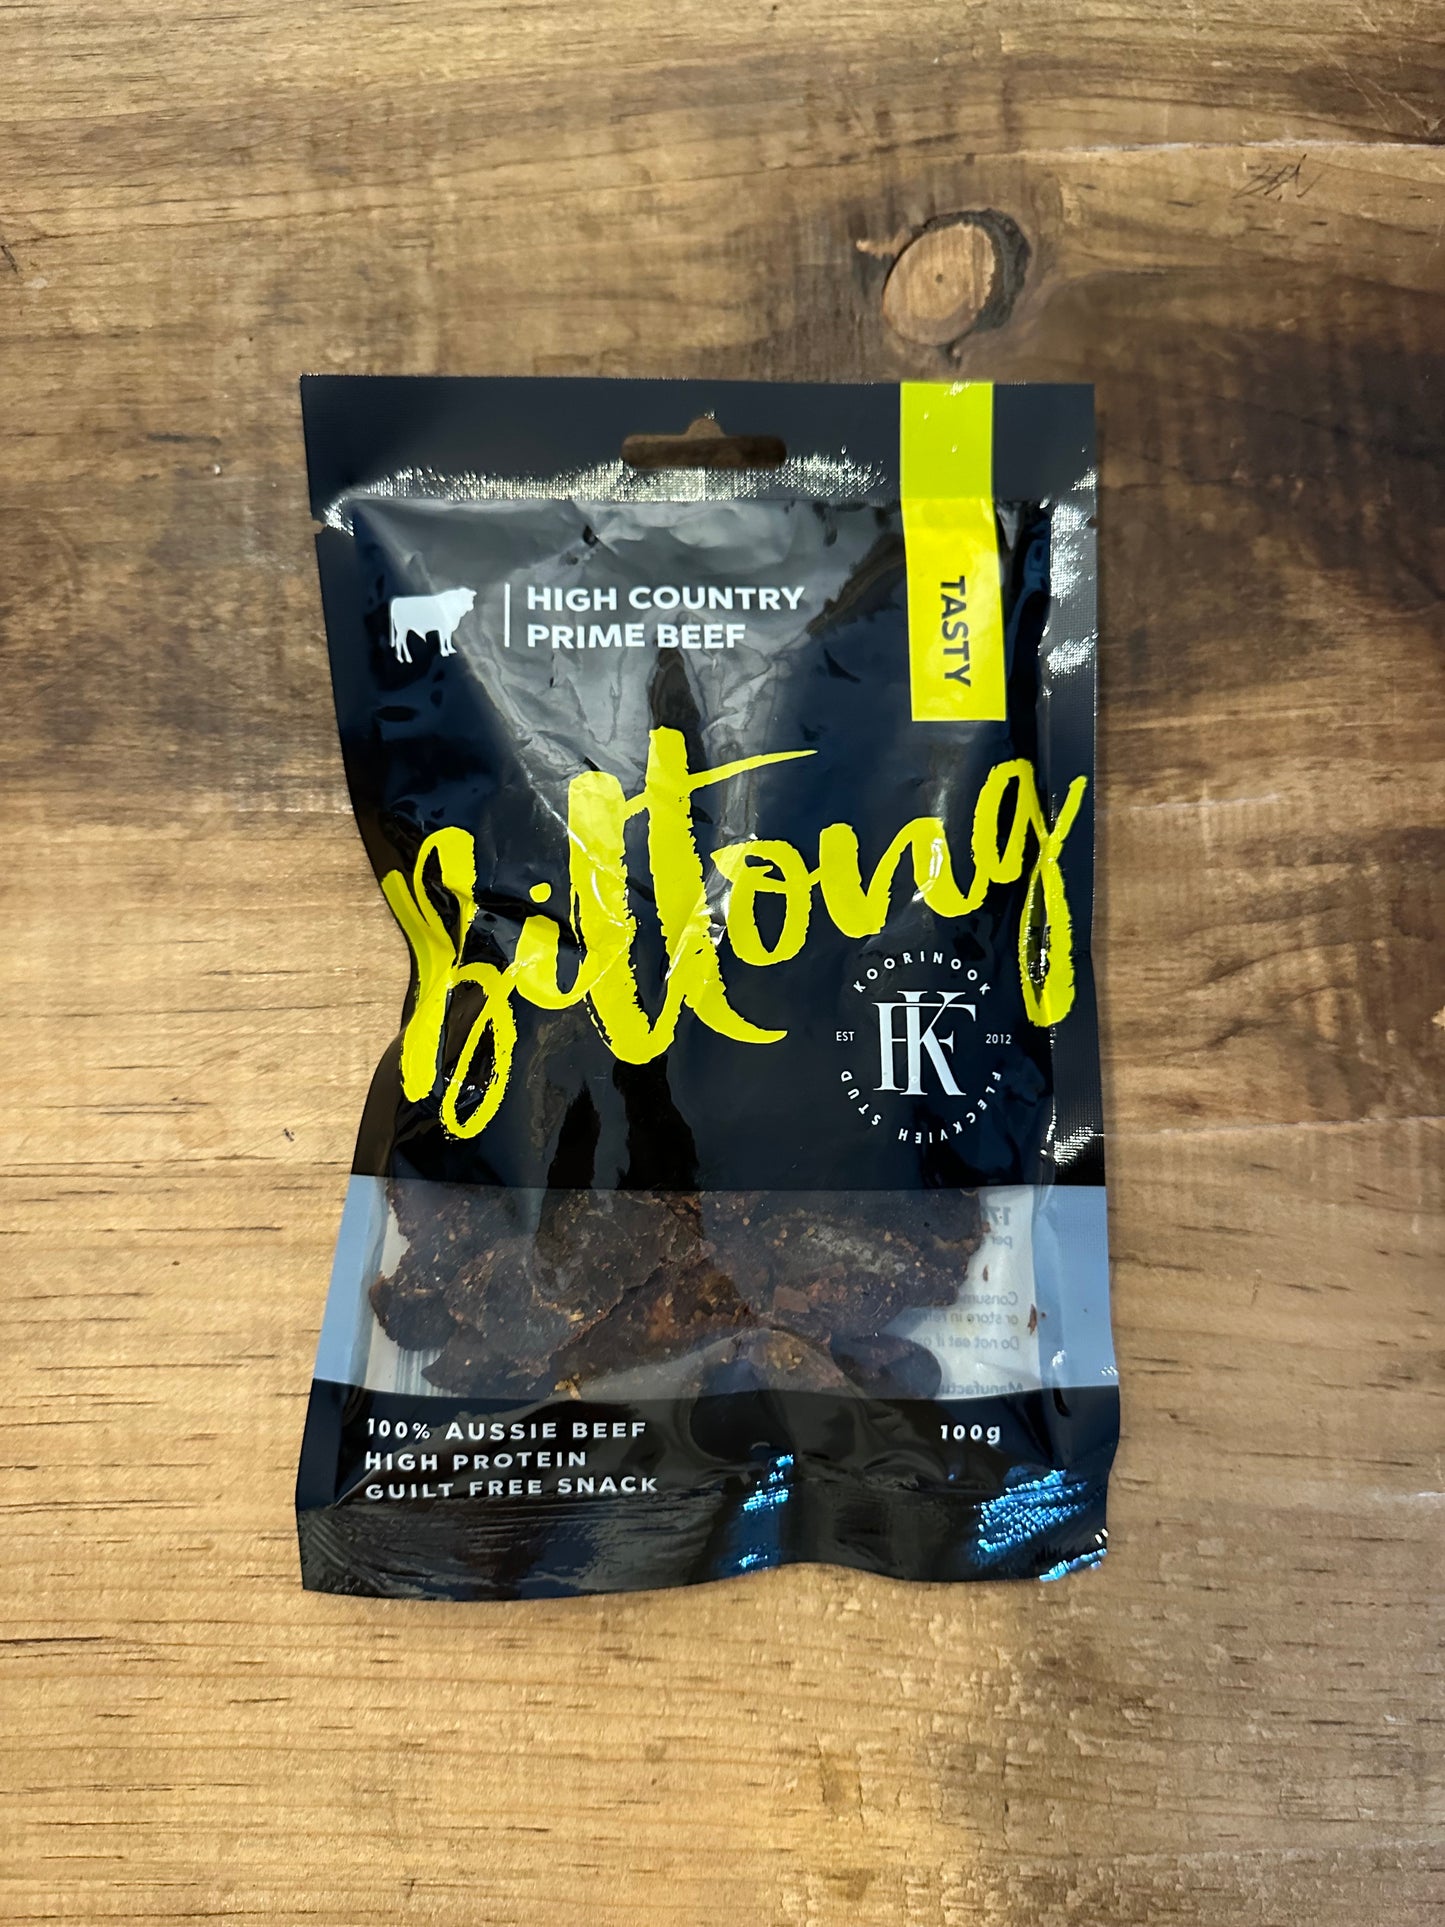 HIGH COUNTRY
PRIME BEEF
TASTY
Biltong
KOORINOOK
EST
KF
2012
FLECKVIEH STUD
100% AUSSIE BEEF
HIGH PROTEIN
GUILT FREE SNACK
100g